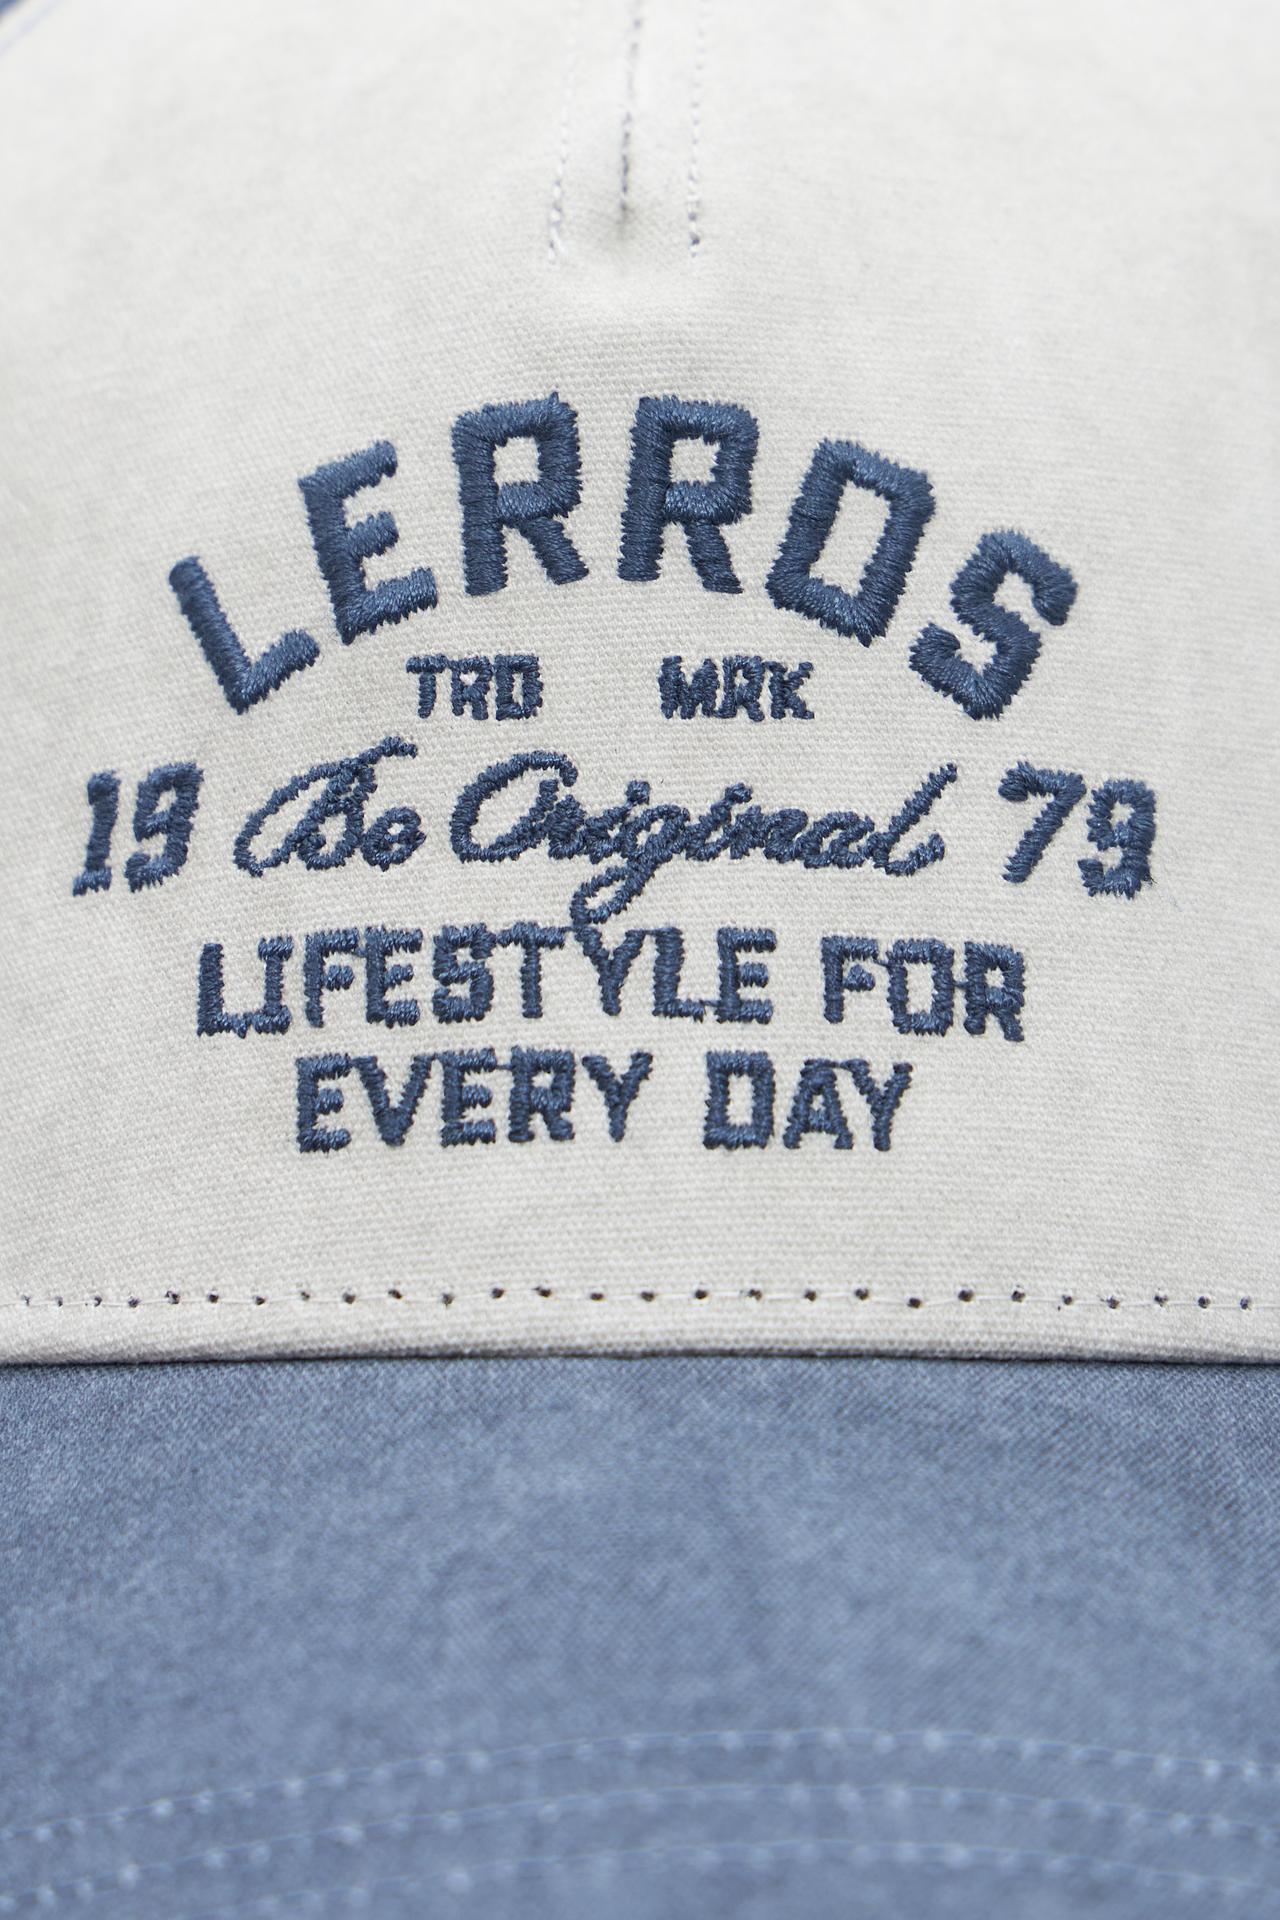 LERROS
TRD MRK
19 Be Original 79
LIFESTYLE FOR
EVERY DAY